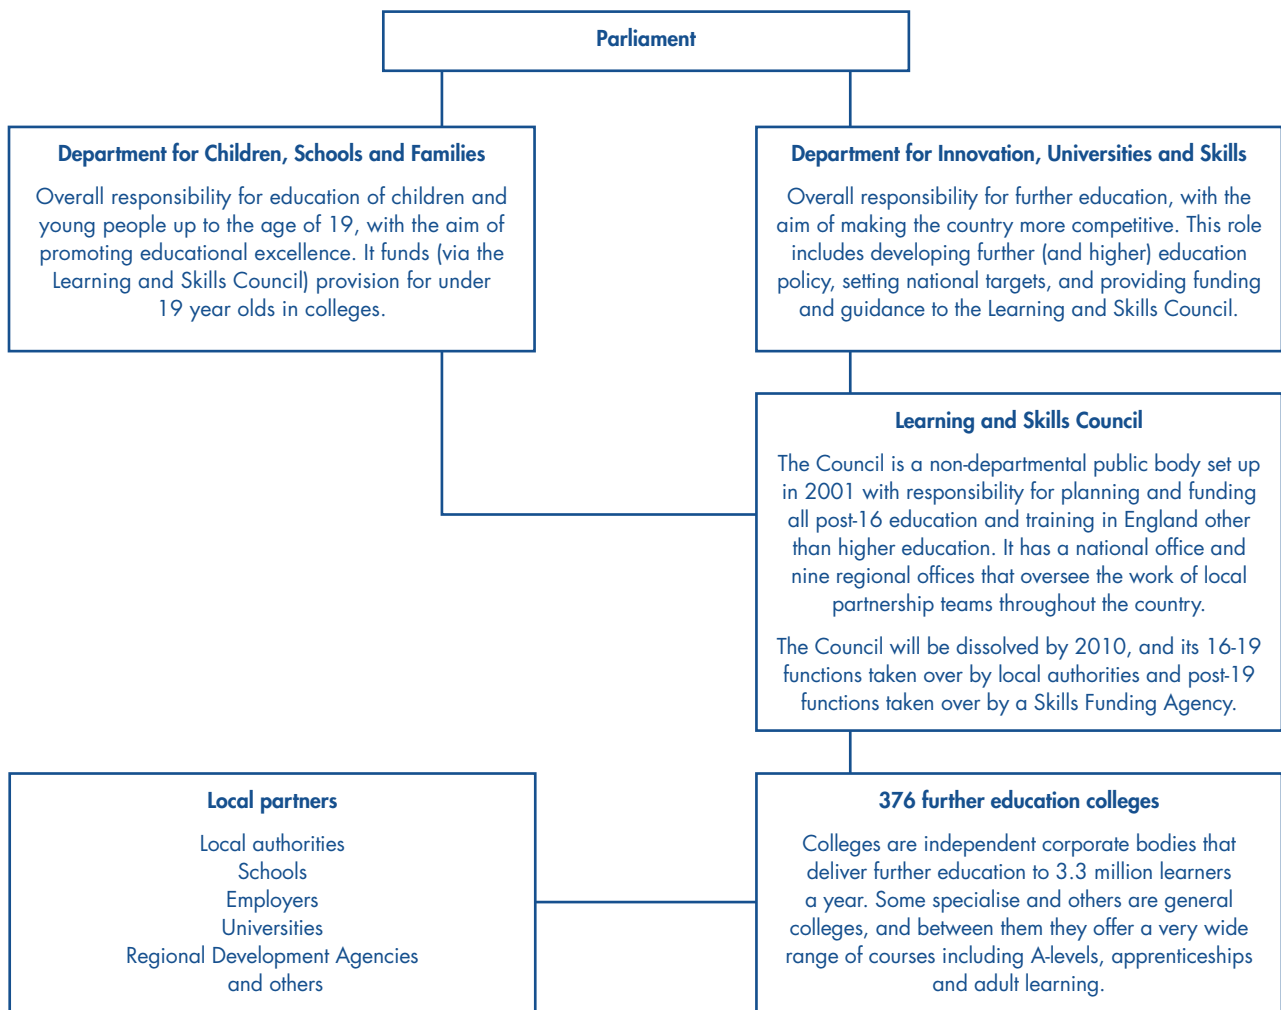 Parliament
Department for Children, Schools and Families
Overall responsibility for education of children and
young people up to the age of 19, with the aim of
promoting educational excellence. It funds (via the
Learning and Skills Council) provision for under
19 year olds in colleges.
Department for Innovation, Universities and Skills
Overall responsibility for further education, with the
aim of making the country more competitive. This role
includes developing further (and higher) education
policy, setting national targets, and providing funding
and guidance to the Learning and Skills Council.
Learning and Skills Council
The Council is a non-departmental public body set up
in 2001 with responsibility for planning and funding
all post-16 education and training in England other
than higher education. It has a national office and
nine regional offices that oversee the work of local
partnership teams throughout the country.
The Council will be dissolved by 2010, and its 16-19
functions taken over by local authorities and post-19
functions taken over by a Skills Funding Agency.
Local partners
Local authorities
Schools
Employers
Universities
Regional Development Agencies
and others
376 further education colleges
Colleges are independent corporate bodies that
deliver further education to 3.3 million learners
a year. Some specialise and others are general
colleges, and between them they offer a very wide
range of courses including A-levels, apprenticeships
and adult learning.